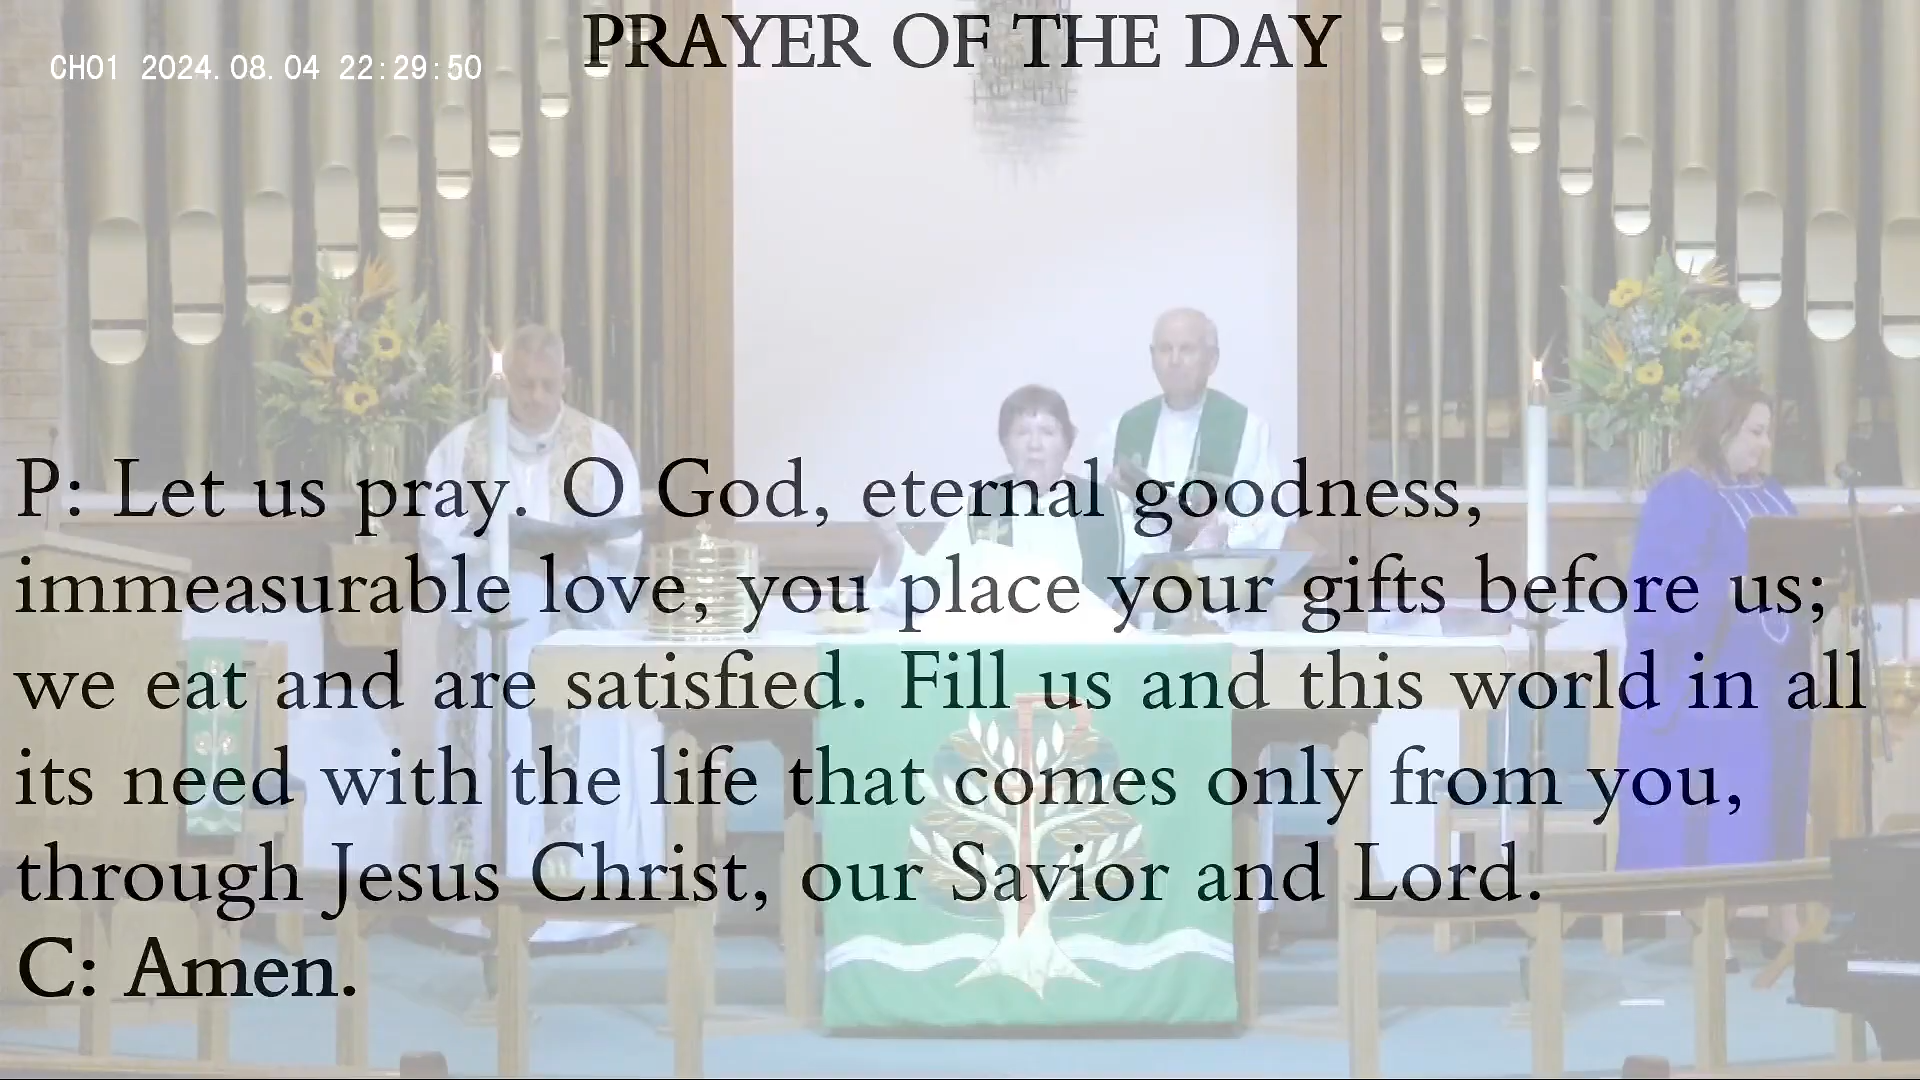 PRAYER OF THE DAY
CH01 2024.08.04 22:29:50
P: Let us pray. O God, eternal goodness,
immeasurable love, you place your gifts before us;
we eat and are satisfied. Fill us and this world in all
its need with the life that comes only from you,
through Jesus Christ, our Savior and Lord.
C: Amen.